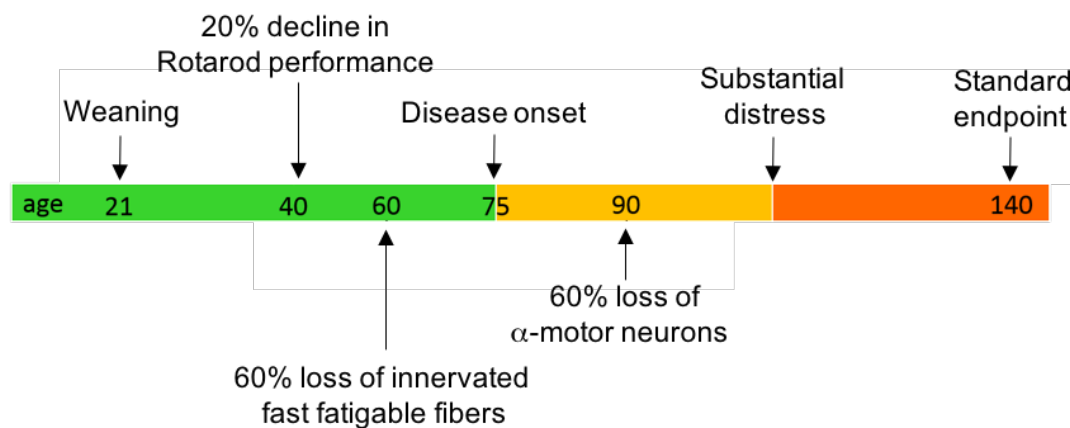 20% decline in
Rotarod performance
Weaning
Disease onset
Substantial
distress
Standard
endpoint
age 21 40 60 75 90 140
60% loss of innervated
fast fatigable fibers
60% loss of
α-motor neurons